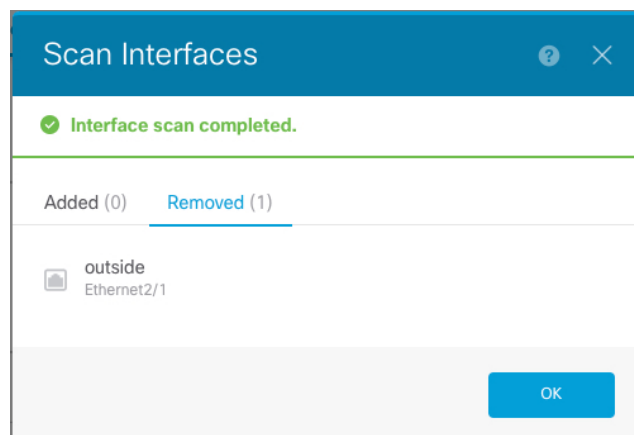 Scan Interfaces
Interface scan completed.
Added (0) Removed (1)
outside
Ethernet2/1
OK